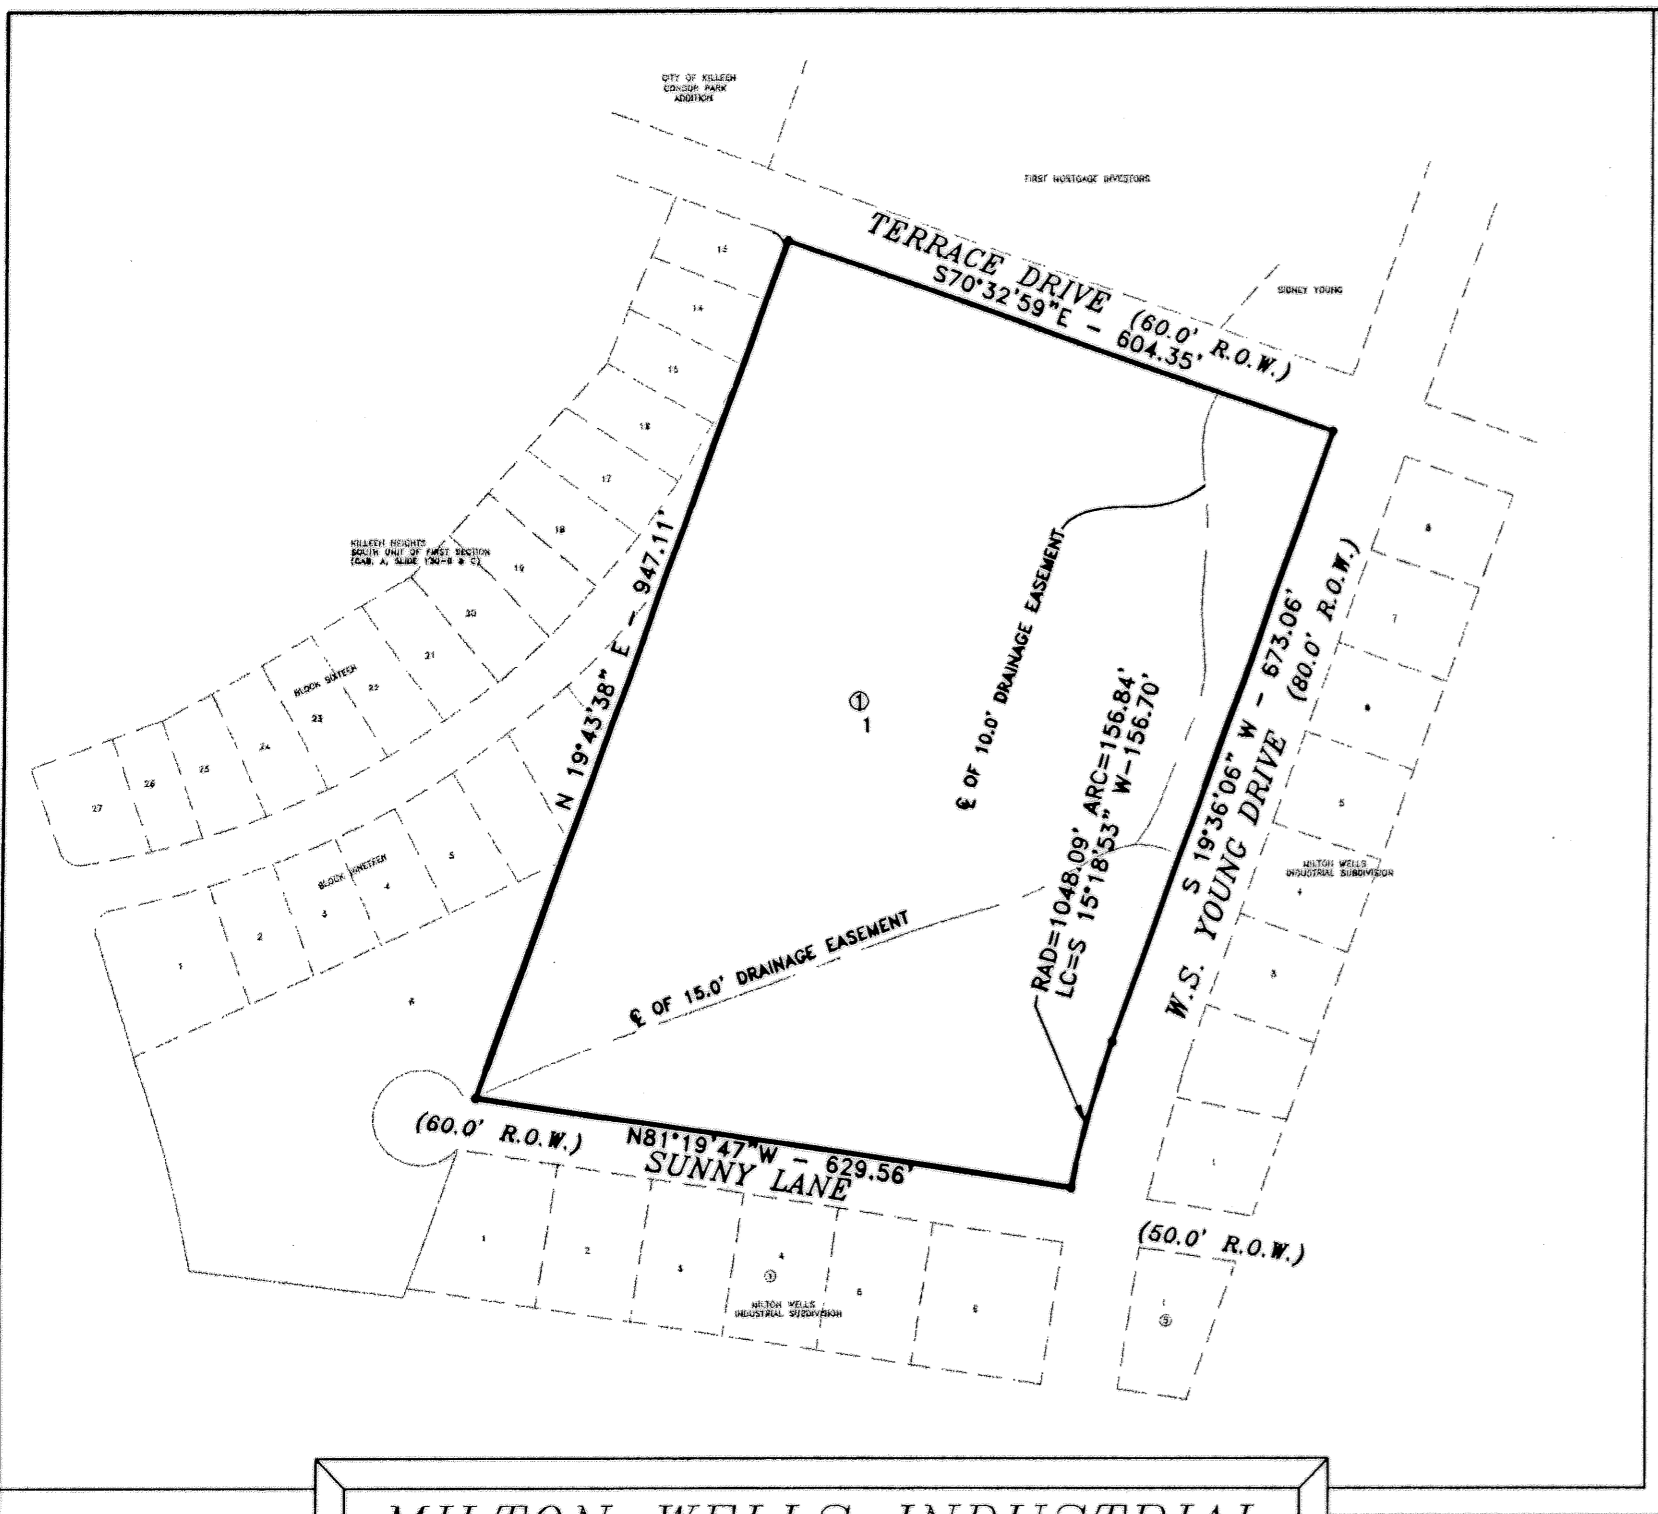 CITY OF KILLEEN
CONDOR PARK
ADDITION
FIRST MORTGAGE INVESTORS
SIDNEY YOUNG
TERRACE DRIVE (60.0' R.O.W.)
S70°32'59"E - 604.35'
15
14
15
16
17
18
19
20
21
22
23
24
25
26
27
KILLEEN HEIGHTS
SOUTH UNIT OF FIRST SECTION
(CAB. A, SLIDE
BLOCK SIXTEEN
N 19°43'38" E - 947.11'
℄ OF 10.0' DRAINAGE EASEMENT
①
1
RAD=1048.09' ARC=156.84'
LC=S 15°18'53" W-156.70'
S 19°36'06" W - 673.06'
W.S. YOUNG DRIVE (80.0' R.O.W.)
8
7
6
5
4
3
1
MILTON WELLS
INDUSTRIAL SUBDIVISION
BLOCK NINETEEN
1
2
3
4
5
6
℄ OF 15.0' DRAINAGE EASEMENT
(60.0' R.O.W.)
N81°19'47"W - 629.56'
SUNNY LANE
1
2
3
4
5
6
MILTON WELLS
INDUSTRIAL SUBDIVISION
(50.0' R.O.W.)
1
MILTON WELLS INDUSTRIAL